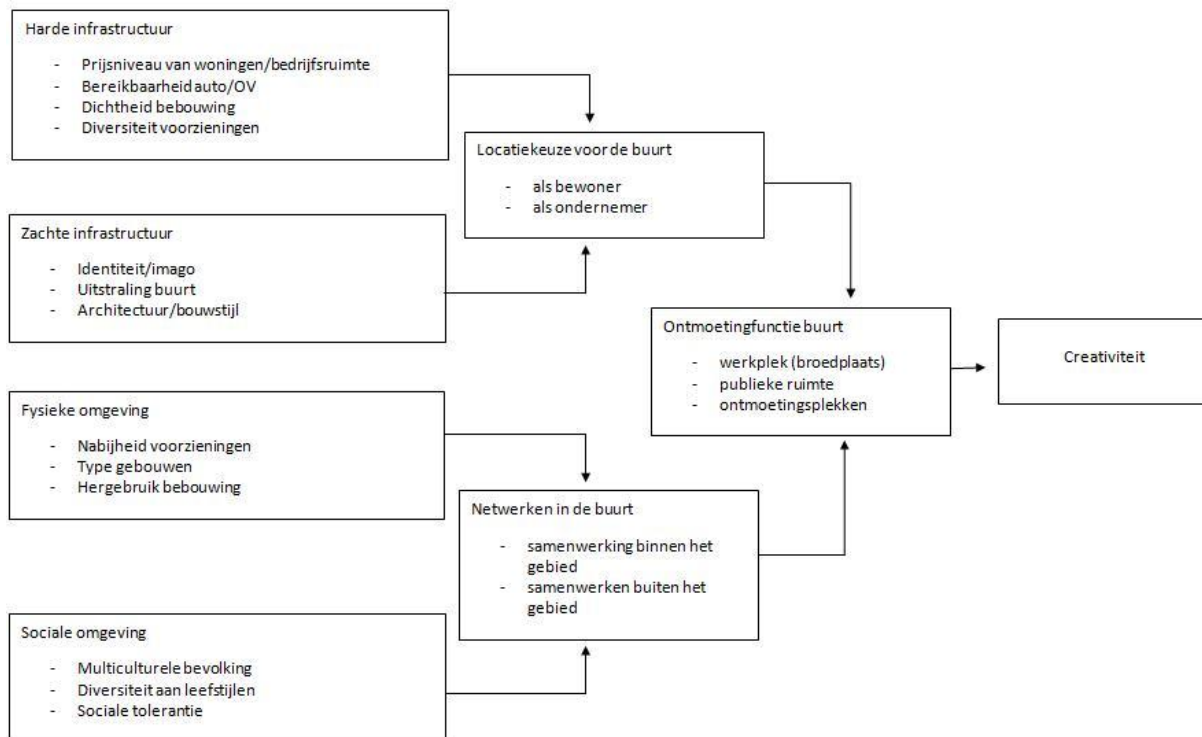 Harde infrastructuur
- Prijsniveau van woningen/bedrijfsruimte
- Bereikbaarheid auto/OV
- Dichtheid bebouwing
- Diversiteit voorzieningen
Locatiekeuze voor de buurt
- als bewoner
- als ondernemer
Zachte infrastructuur
- Identiteit/imago
- Uitstraling buurt
- Architectuur/bouwstijl
Ontmoetingfunctie buurt
- werkplek (broedplaats)
- publieke ruimte
- ontmoetingsplekken
Creativiteit
Fysieke omgeving
- Nabijheid voorzieningen
- Type gebouwen
- Hergebruik bebouwing
Netwerken in de buurt
- samenwerking binnen het
gebied
- samenwerken buiten het
gebied
Sociale omgeving
- Multiculturele bevolking
- Diversiteit aan leefstijlen
- Sociale tolerantie